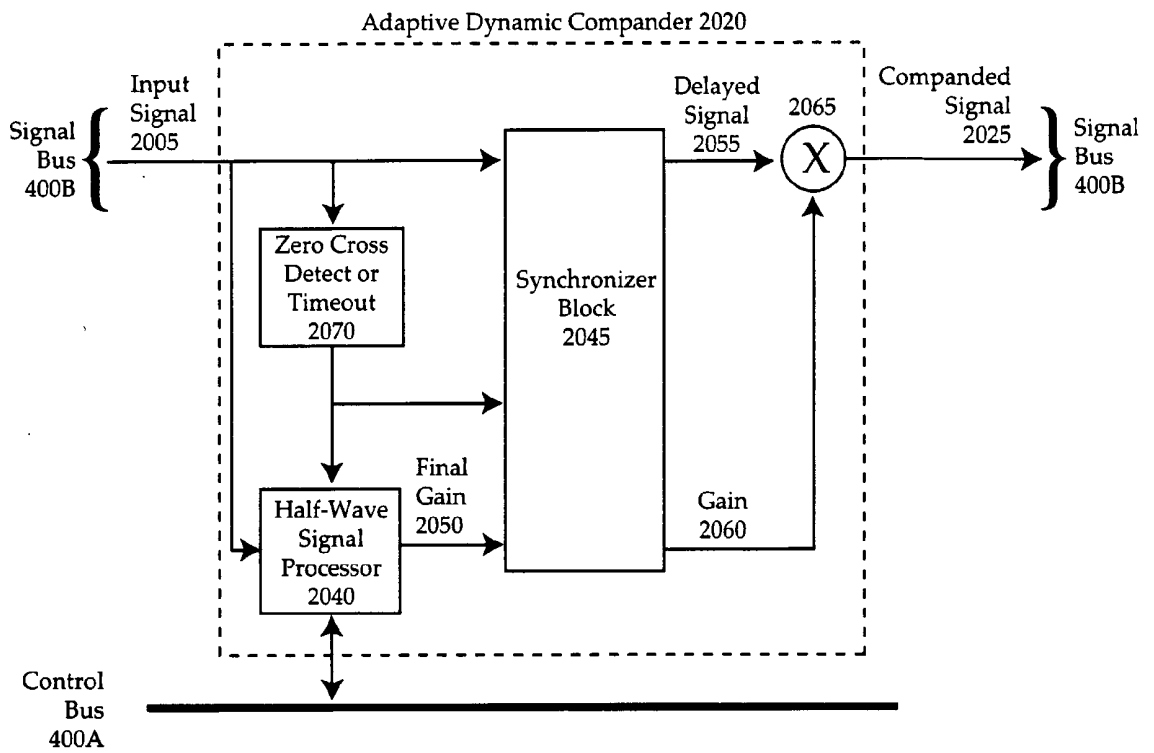 Adaptive Dynamic Compander 2020
Input
Signal
2005
Signal
Bus
400B
Delayed
Signal
2055
2065
X
Companded
Signal
2025
Signal
Bus
400B
Zero Cross
Detect or
Timeout
2070
Synchronizer
Block
2045
Half-Wave
Signal
Processor
2040
Final
Gain
2050
Gain
2060
Control
Bus
400A